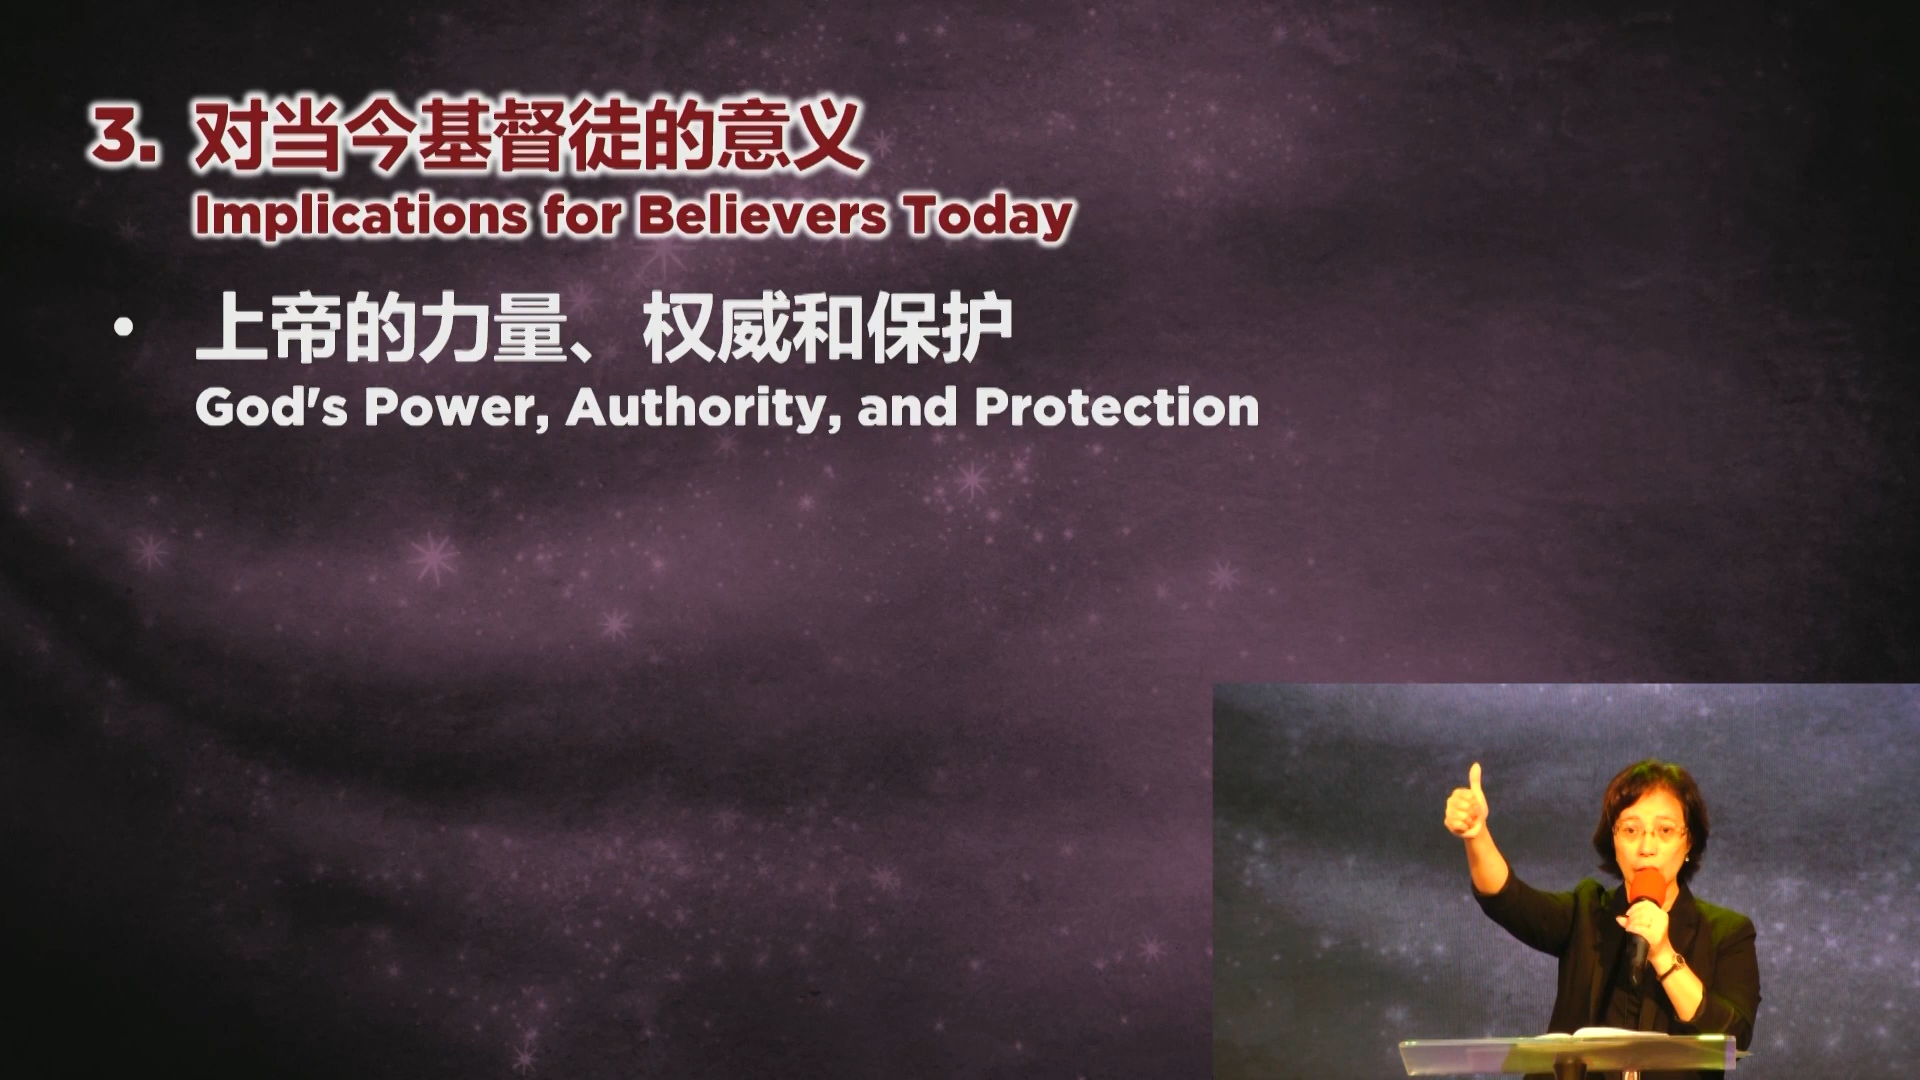 3. 对当今基督徒的意义
Implications for Believers Today
• 上帝的力量、权威和保护
God's Power, Authority, and Protection